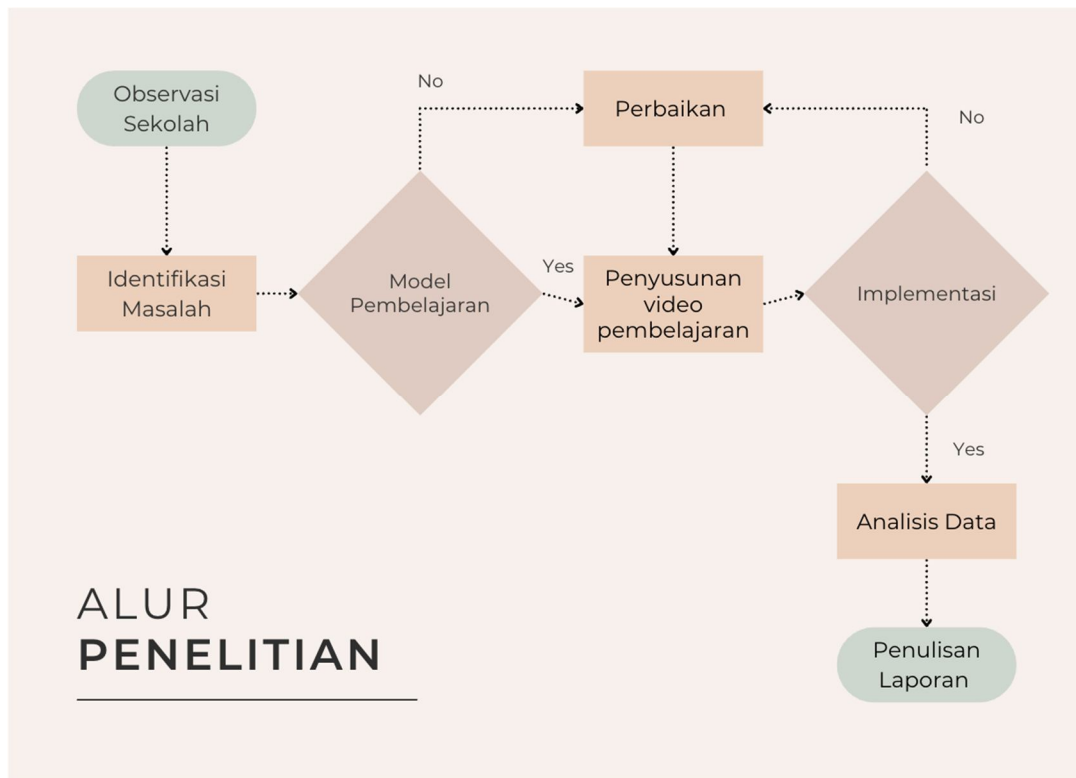 Observasi
Sekolah
No
Perbaikan
No
Identifikasi
Masalah
Model
Pembelajaran
Yes
Penyusunan
video
pembelajaran
Implementasi
Yes
Analisis Data
Penulisan
Laporan
ALUR
PENELITIAN